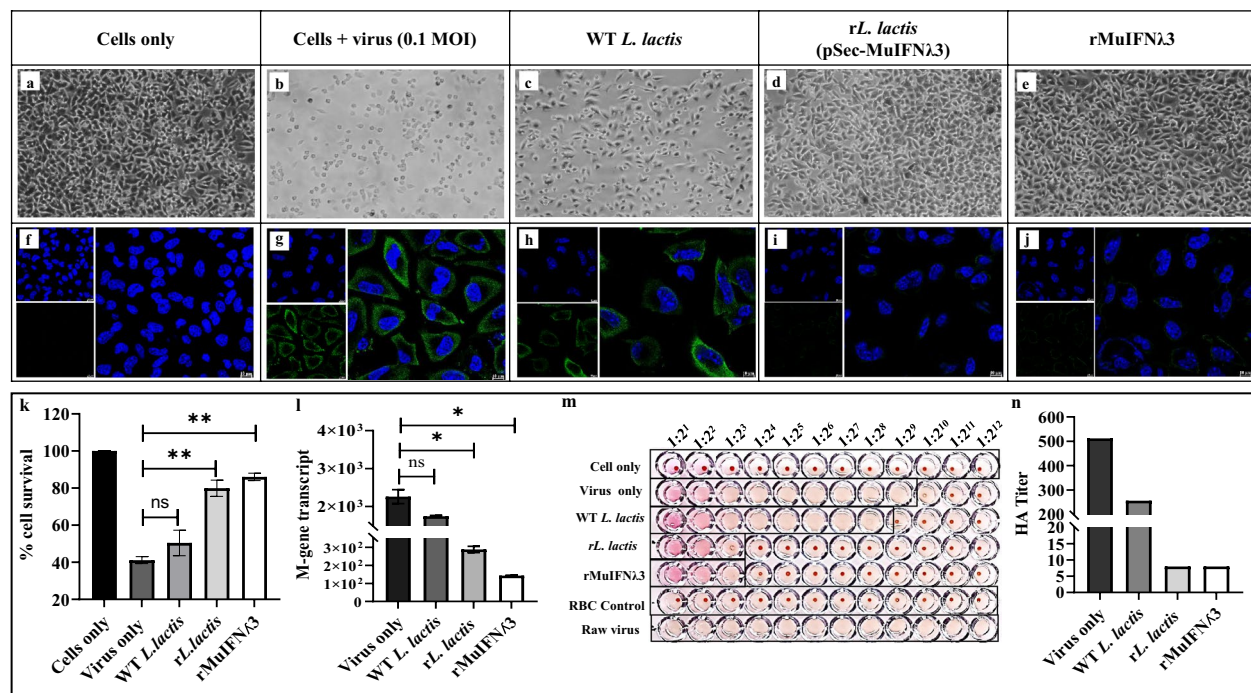 Cells only
Cells + virus (0.1 MOI)
WT L. lactis
rL. lactis
(pSec-MuIFNλ3)
rMuIFNλ3
a
b
c
d
e
f
g
h
i
j
k
% cell survival
120
100
80
60
40
20
**
**
ns
Cells only
Virus only
WT L.lactis
rL.lactis
rMuIFNΛ3
l
M-gene transcript
4×10³
3×10³
2×10³
3×10²
2×10²
1×10²
0
*
*
ns
Virus only
WT L.lactis
rL.lactis
rMuIFNΛ3
m
1:2¹
1:2²
1:2³
1:2⁴
1:2⁵
1:2⁶
1:2⁷
1:2⁸
1:2⁹
1:2¹⁰
1:2¹¹
1:2¹²
Cell only
Virus only
WT L. lactis
rL. lactis
rMuIFNλ3
RBC Control
Raw virus
n
HA Titer
600
500
400
300
200
20
15
10
5
0
Virus only
WT L. lactis
rL. lactis
rMuIFNΛ3